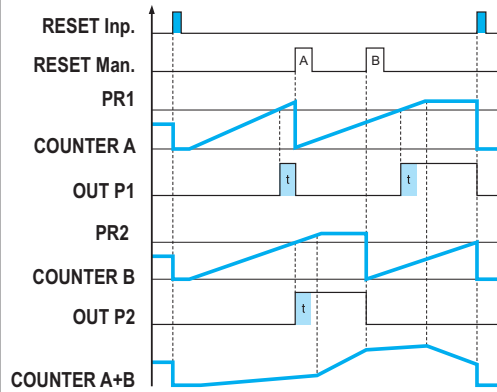 RESET Inp.
RESET Man.
A
B
PR1
COUNTER A
OUT P1
t
t
PR2
COUNTER B
OUT P2
t
COUNTER A+B